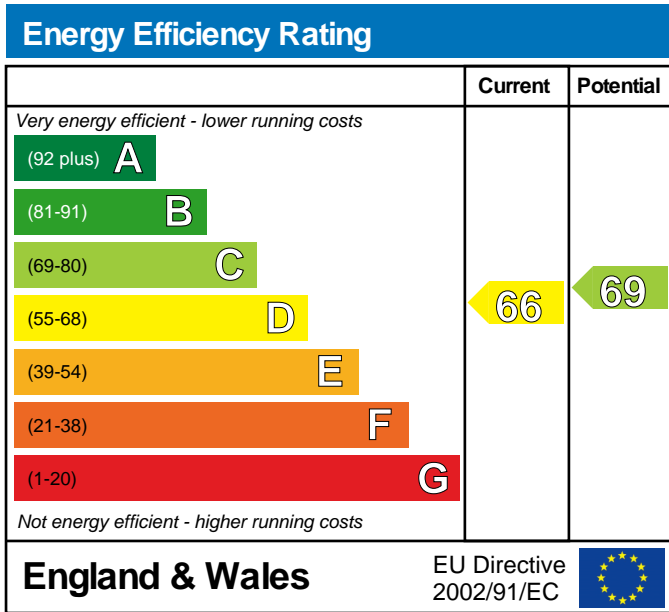 Energy Efficiency Rating
Current Potential
Very energy efficient - lower running costs
(92 plus) A
(81-91) B
(69-80) C
(55-68) D
(39-54) E
(21-38) F
(1-20) G
66 69
Not energy efficient - higher running costs
England & Wales
EU Directive
2002/91/EC